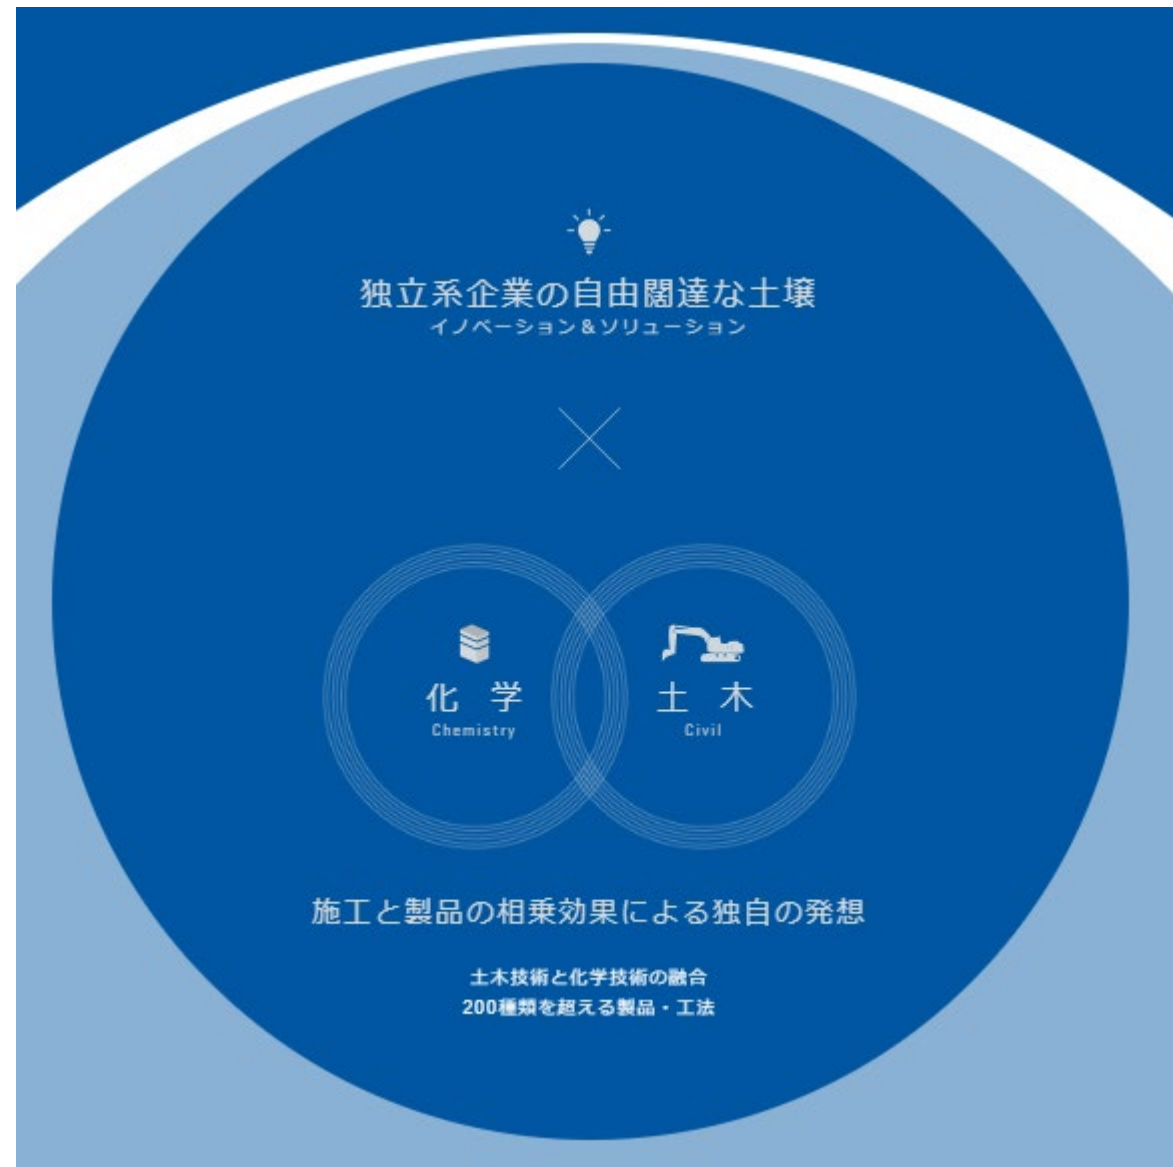 独立系企業の自由闊達な土壌
イノベーション&ソリューション
化 学
Chemistry
土 木
Civil
施工と製品の相乗効果による独自の発想
土木技術と化学技術の融合
200種類を超える製品・工法